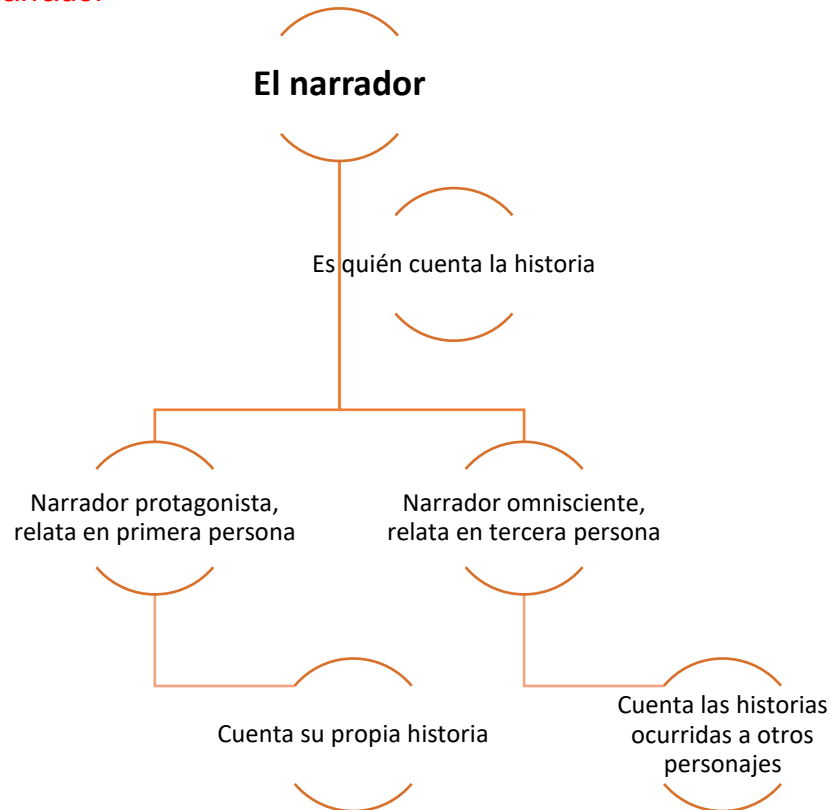 El narrador
Es quién cuenta la historia
Narrador protagonista,
relata en primera persona
Narrador omnisciente,
relata en tercera persona
Cuenta su propia historia
Cuenta las historias
ocurridas a otros
personajes